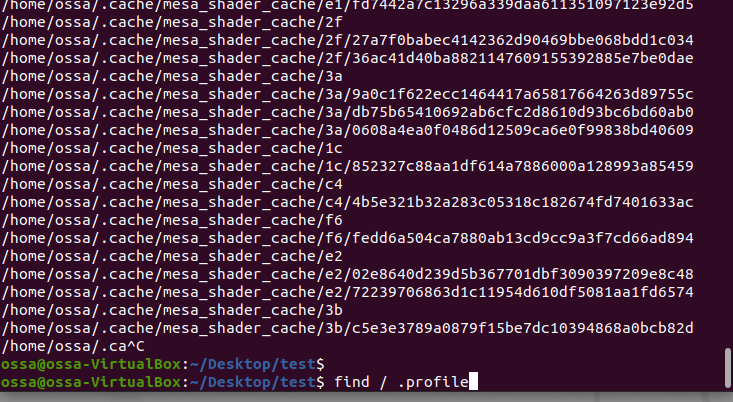 /home/ossa/.cache/mesa_shader_cache/e1/fd7442a7c13296a339daa611351097123e92d5
/home/ossa/.cache/mesa_shader_cache/2f
/home/ossa/.cache/mesa_shader_cache/2f/27a7f0babec4142362d90469bbe068bdd1c034
/home/ossa/.cache/mesa_shader_cache/2f/36ac41d40ba8821147609155392885e7be0dae
/home/ossa/.cache/mesa_shader_cache/3a
/home/ossa/.cache/mesa_shader_cache/3a/9a0c1f622ecc1464417a65817664263d89755c
/home/ossa/.cache/mesa_shader_cache/3a/db75b65410692ab6cfc2d8610d93bc6bd60ab0
/home/ossa/.cache/mesa_shader_cache/3a/0608a4ea0f0486d12509ca6e0f99838bd40609
/home/ossa/.cache/mesa_shader_cache/1c
/home/ossa/.cache/mesa_shader_cache/1c/852327c88aa1df614a7886000a128993a85459
/home/ossa/.cache/mesa_shader_cache/c4
/home/ossa/.cache/mesa_shader_cache/c4/4b5e321b32a283c05318c182674fd7401633ac
/home/ossa/.cache/mesa_shader_cache/f6
/home/ossa/.cache/mesa_shader_cache/f6/fedd6a504ca7880ab13cd9cc9a3f7cd66ad894
/home/ossa/.cache/mesa_shader_cache/e2
/home/ossa/.cache/mesa_shader_cache/e2/02e8640d239d5b367701dbf3090397209e8c48
/home/ossa/.cache/mesa_shader_cache/e2/72239706863d1c11954d610df5081aa1fd6574
/home/ossa/.cache/mesa_shader_cache/3b
/home/ossa/.cache/mesa_shader_cache/3b/c5e3e3789a0879f15be7dc10394868a0bcb82d
/home/ossa/.ca^C
ossa@ossa-VirtualBox:~/Desktop/test$
ossa@ossa-VirtualBox:~/Desktop/test$ find / .profile